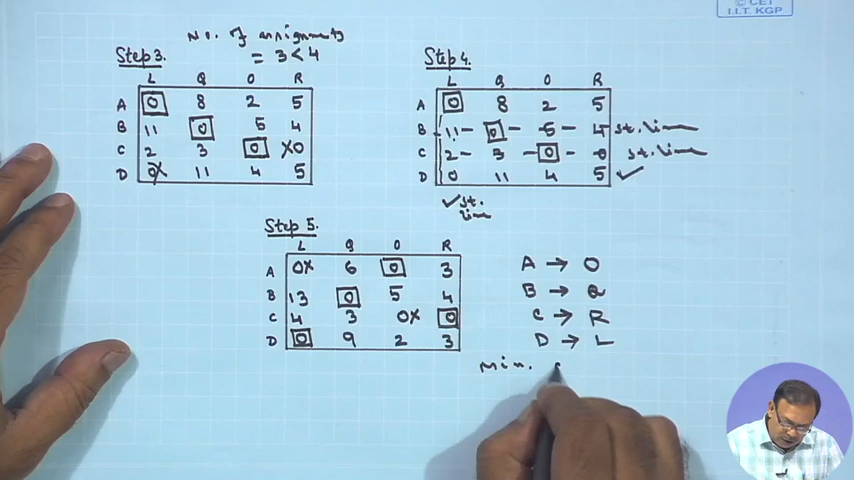 © CET
I.I.T. KGP
No. of assignments
= 3 < 4
Step 3
L Q O R
A 0 8 2 5
B 11 0 5 4
C 2 3 0 X0
D 0X 11 4 5
Step 4
L Q O R
A 0 8 2 5
B 11 0 5 4 st. line
C 2 3 0 0 st. line
D 0 11 4 5 ✓
✓ st.
line
Step 5.
L Q O R
A 0X 6 0 3
B 13 0 5 4
C 4 3 0X 0
D 0 9 2 3
A → O
B → Q
C → R
D → L
min.